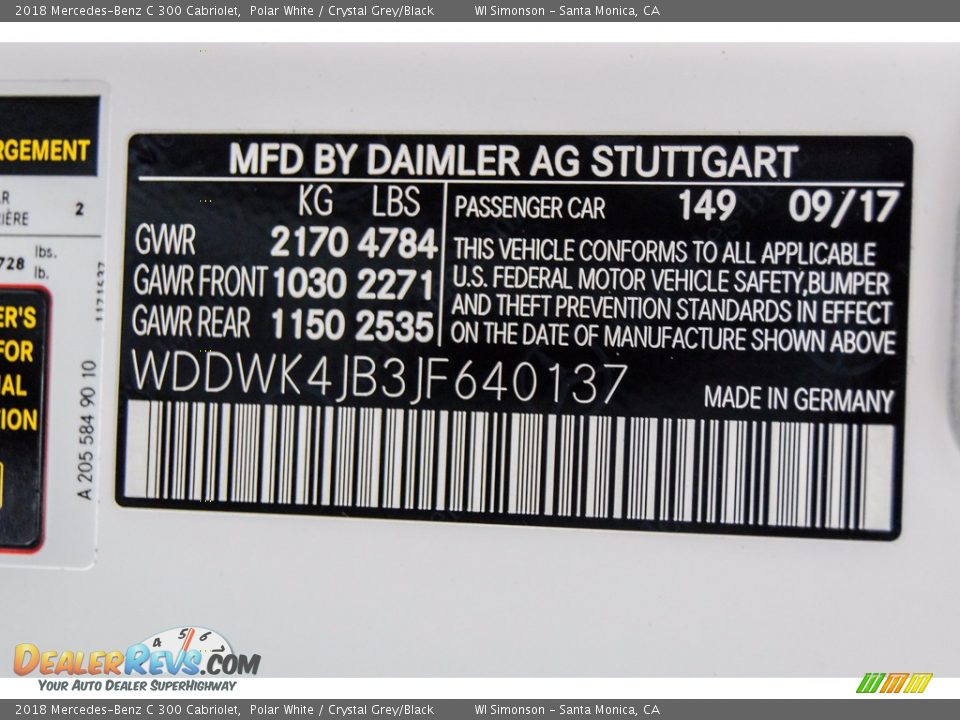 2018 Mercedes-Benz C 300 Cabriolet, Polar White / Crystal Grey/Black WI Simonson - Santa Monica, CA
RGEMENT
2
lbs.
728 lb.
ER'S
FOR
A 205 584 90 10
MFD BY DAIMLER AG STUTTGART
KG LBS
GVWR 2170 4784
GAWR FRONT 1030 2271
GAWR REAR 1150 2535
PASSENGER CAR 149 09/17
THIS VEHICLE CONFORMS TO ALL APPLICABLE
U.S. FEDERAL MOTOR VEHICLE SAFETY,BUMPER
AND THEFT PREVENTION STANDARDS IN EFFECT
ON THE DATE OF MANUFACTURE SHOWN ABOVE
WDDWK4JB3JF640137
MADE IN GERMANY
4 5 6
DEALERREVS.COM
YOUR AUTO DEALER SUPERHIGHWAY
2018 Mercedes-Benz C 300 Cabriolet, Polar White / Crystal Grey/Black WI Simonson - Santa Monica, CA